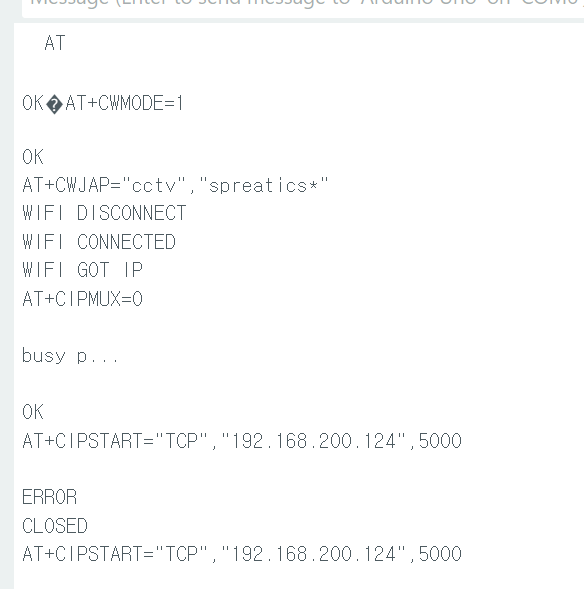 Message (Enter to send message to 'Arduino Uno' on 'COM6'
AT
OK�AT+CWMODE=1
OK
AT+CWJAP="cctv","spreatics*"
WIFI DISCONNECT
WIFI CONNECTED
WIFI GOT IP
AT+CIPMUX=0
busy p...
OK
AT+CIPSTART="TCP","192.168.200.124",5000
ERROR
CLOSED
AT+CIPSTART="TCP","192.168.200.124",5000